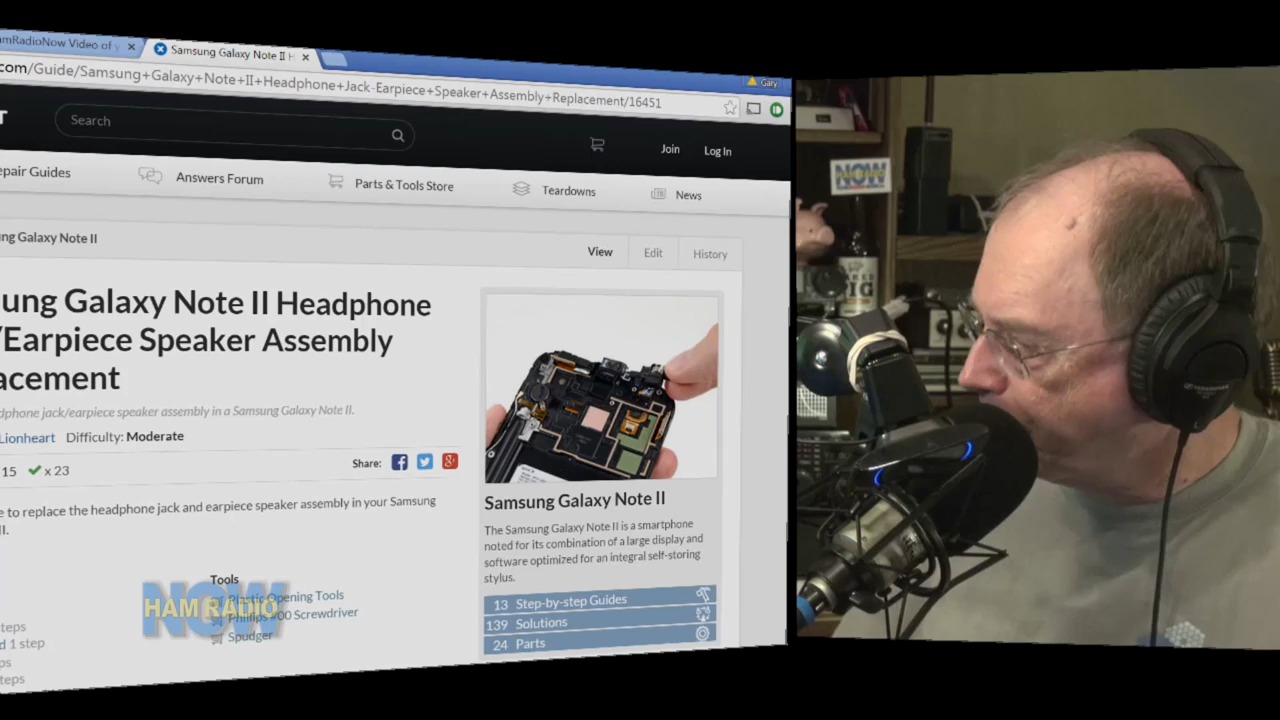 amRadioNow Video of y
Samsung Galaxy Note II H
Gary
com/Guide/Samsung+Galaxy+Note+II+Headphone+Jack-Earpiece+Speaker+Assembly+Replacement/16451
T
Search
Join
Log In
epair Guides
Answers Forum
Parts & Tools Store
Teardowns
News
ng Galaxy Note II
View
Edit
History
ung Galaxy Note II Headphone
/Earpiece Speaker Assembly
acement
dphone jack/earpiece speaker assembly in a Samsung Galaxy Note II.
Lionheart Difficulty: Moderate
15 x 23
Share:
e to replace the headphone jack and earpiece speaker assembly in your Samsung
II.
Tools
Plastic Opening Tools
Phillips #00 Screwdriver
Spudger
teps
d 1 step
ps
teps
Samsung Galaxy Note II
The Samsung Galaxy Note II is a smartphone
noted for its combination of a large display and
software optimized for an integral self-storing
stylus.
13 Step-by-step Guides
139 Solutions
24 Parts
NOW
HAM RADIO
NOW
HAM RADIO
PIG